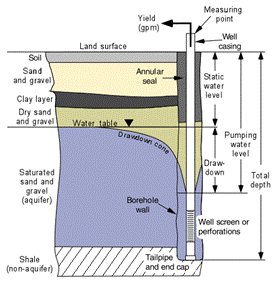 Yield
(gpm)
Measuring
point
Well
casing
Land surface
Soil
Sand
and gravel
Annular
seal
Static
water
level
Clay layer
Dry sand
and gravel
Water table
Drawdown cone
Pumping
water
level
Draw-
down
Total
depth
Saturated
sand and
gravel
(aquifer)
Borehole
wall
Well screen or
perforations
Shale
(non-aquifer)
Tailpipe
and end cap